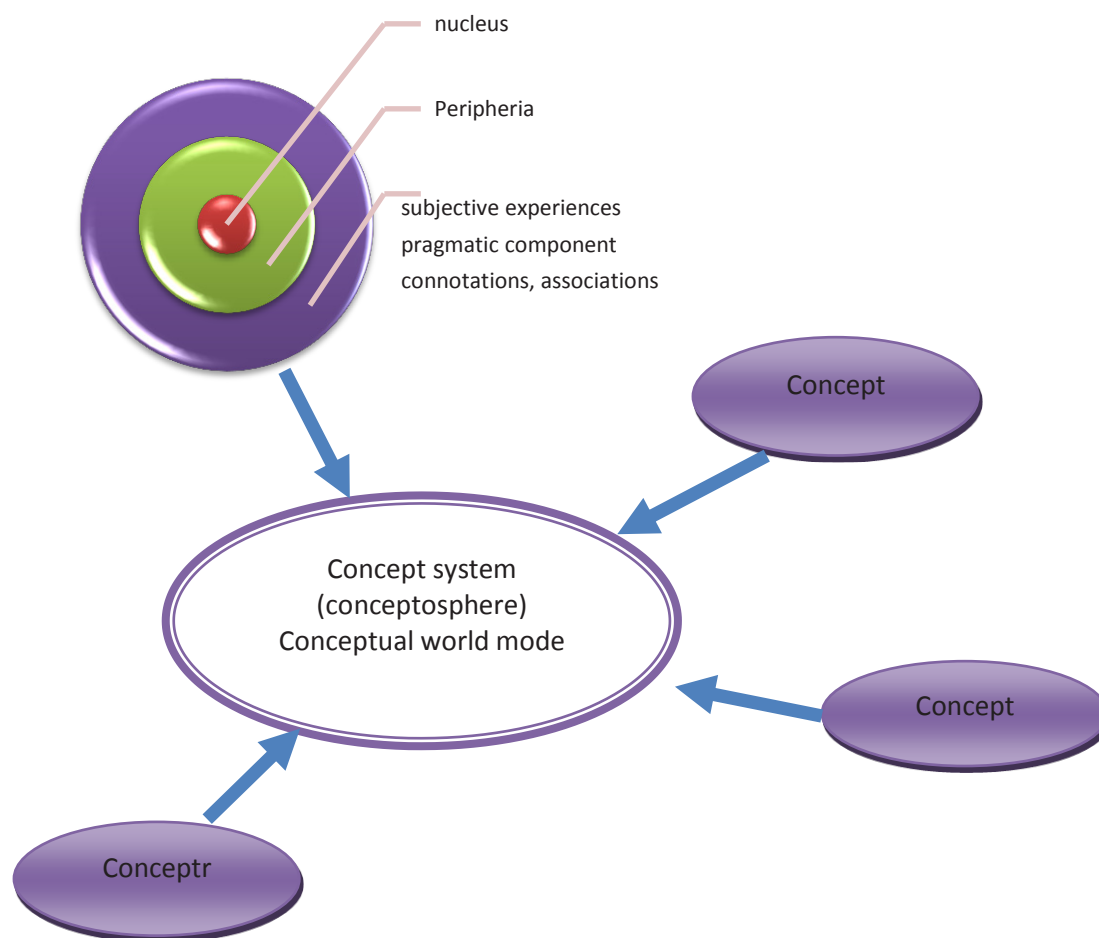 nucleus
Peripheria
subjective experiences
pragmatic component
connotations, associations
Concept
Concept system
(conceptosphere)
Conceptual world mode
Concept
Conceptr